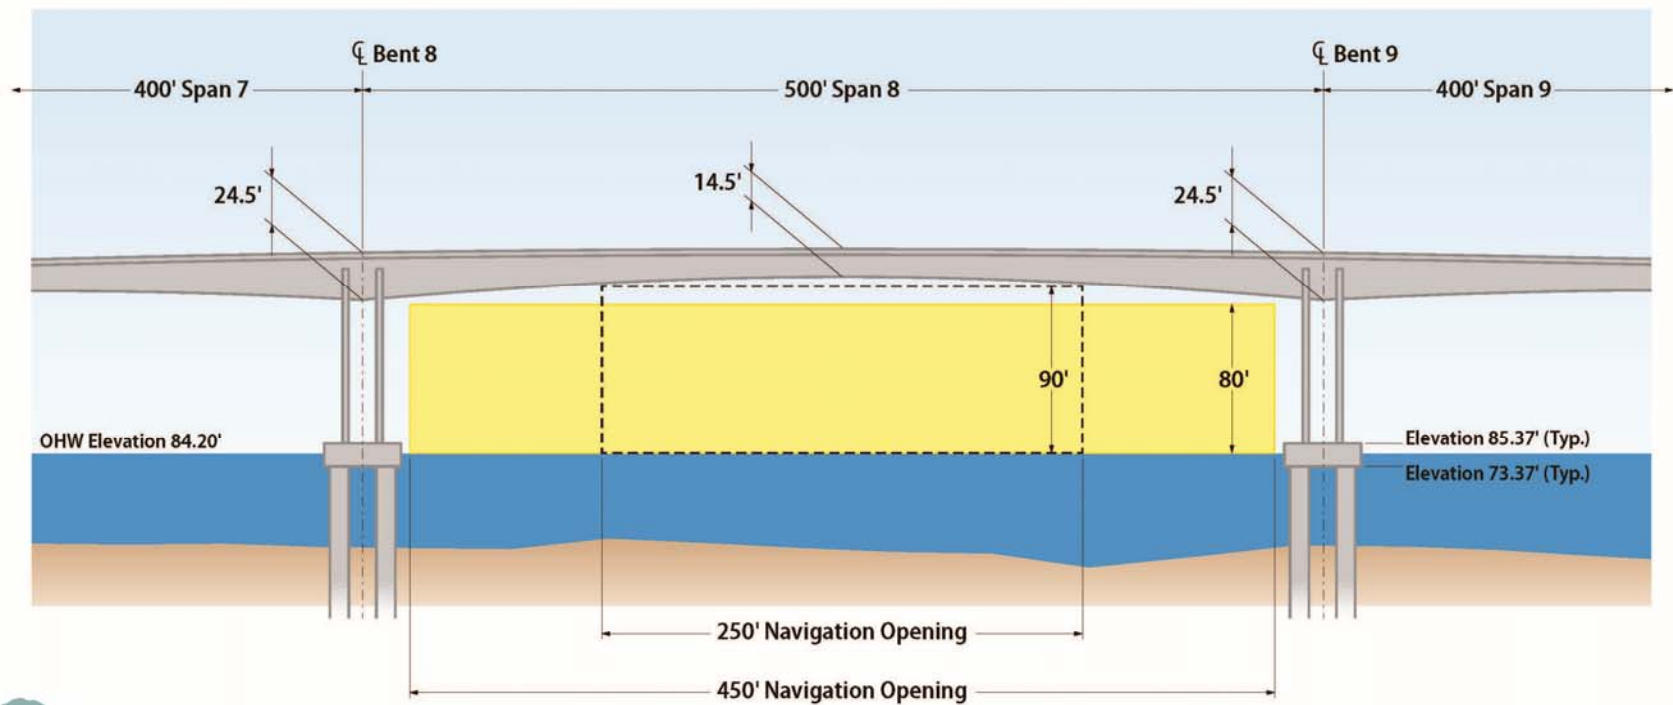 ℄ Bent 8
℄ Bent 9
400' Span 7
500' Span 8
400' Span 9
24.5'
14.5'
24.5'
90'
80'
OHW Elevation 84.20'
Elevation 85.37' (Typ.)
Elevation 73.37' (Typ.)
250' Navigation Opening
450' Navigation Opening